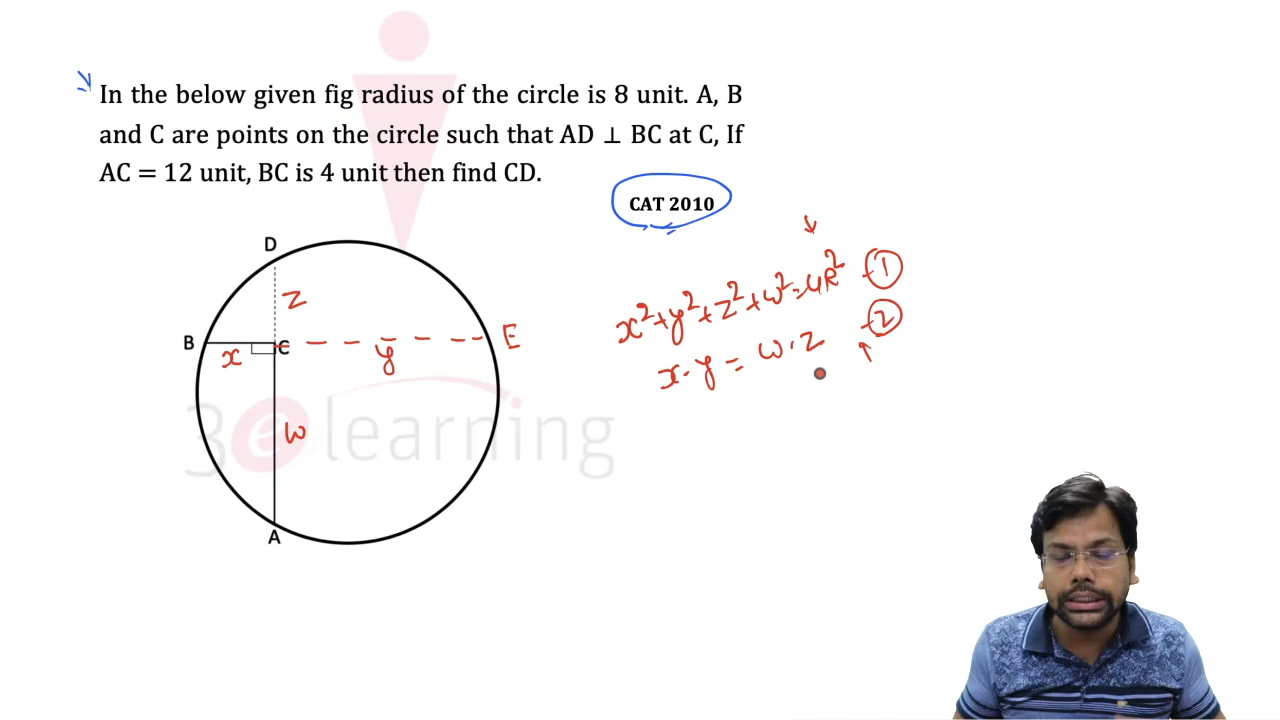 In the below given fig radius of the circle is 8 unit. A, B
and C are points on the circle such that AD ⊥ BC at C, If
AC = 12 unit, BC is 4 unit then find CD.
CAT 2010
x²+y²+z²+w²=4R² -①
x·y = w·z -②
D
z
B
x
C
y
E
w
A
3elearning